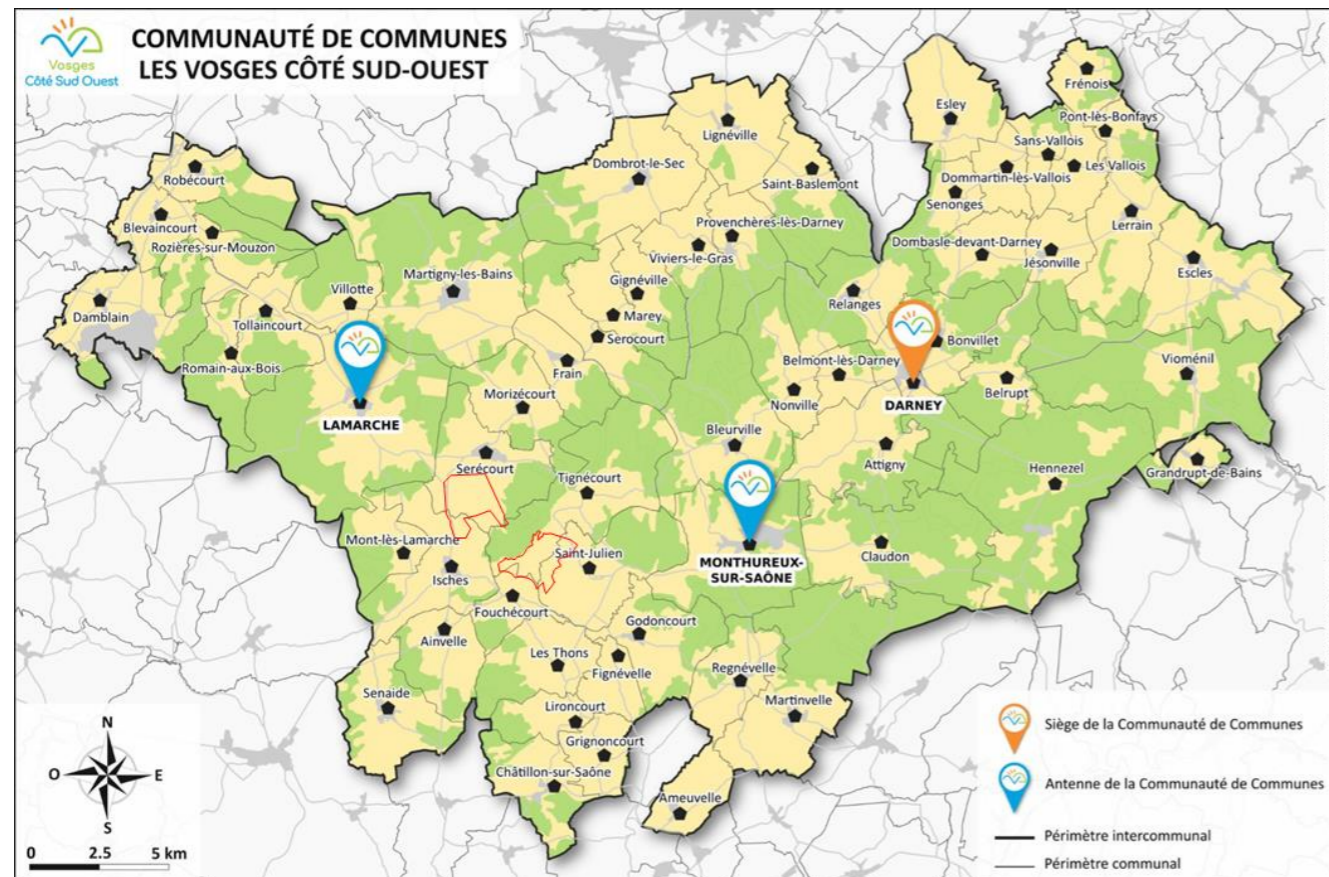 COMMUNAUTÉ DE COMMUNES
LES VOSGES CÔTÉ SUD-OUEST
Vosges
Côté Sud Ouest
Frénois
Esley
Pont-lès-Bonfays
Lignéville
Sans-Vallois
Dombrot-le-Sec
Les Vallois
Robécourt
Saint-Baslemont
Dommartin-lès-Vallois
Senonges
Blevaincourt
Provenchères-lès-Darney
Lerrain
Rozières-sur-Mouzon
Dombasle-devant-Darney
Viviers-le-Gras
Jésonville
Escles
Martigny-les-Bains
Gignéville
Villotte
Relanges
Damblain
Marey
Tollaincourt
Serocourt
Bonvillet
Belmont-lès-Darney
Vioménil
Romain-aux-Bois
Frain
Belrupt
Morizécourt
Nonville
DARNEY
LAMARCHE
Bleurville
Attigny
Serécourt
Hennezel
Tignécourt
Grandrupt-de-Bains
Mont-lès-Lamarche
Saint-Julien
Claudon
MONTHUREUX-
SUR-SAÔNE
Isches
Fouchécourt
Godoncourt
Ainvelle
Les Thons
Fignévelle
Regnévelle
Senaide
Martinvelle
Lironcourt
Grignoncourt
Châtillon-sur-Saône
Ameuvelle
N
O
E
S
0 2.5 5 km
Siège de la Communauté de Communes
Antenne de la Communauté de Communes
Périmètre intercommunal
Périmètre communal